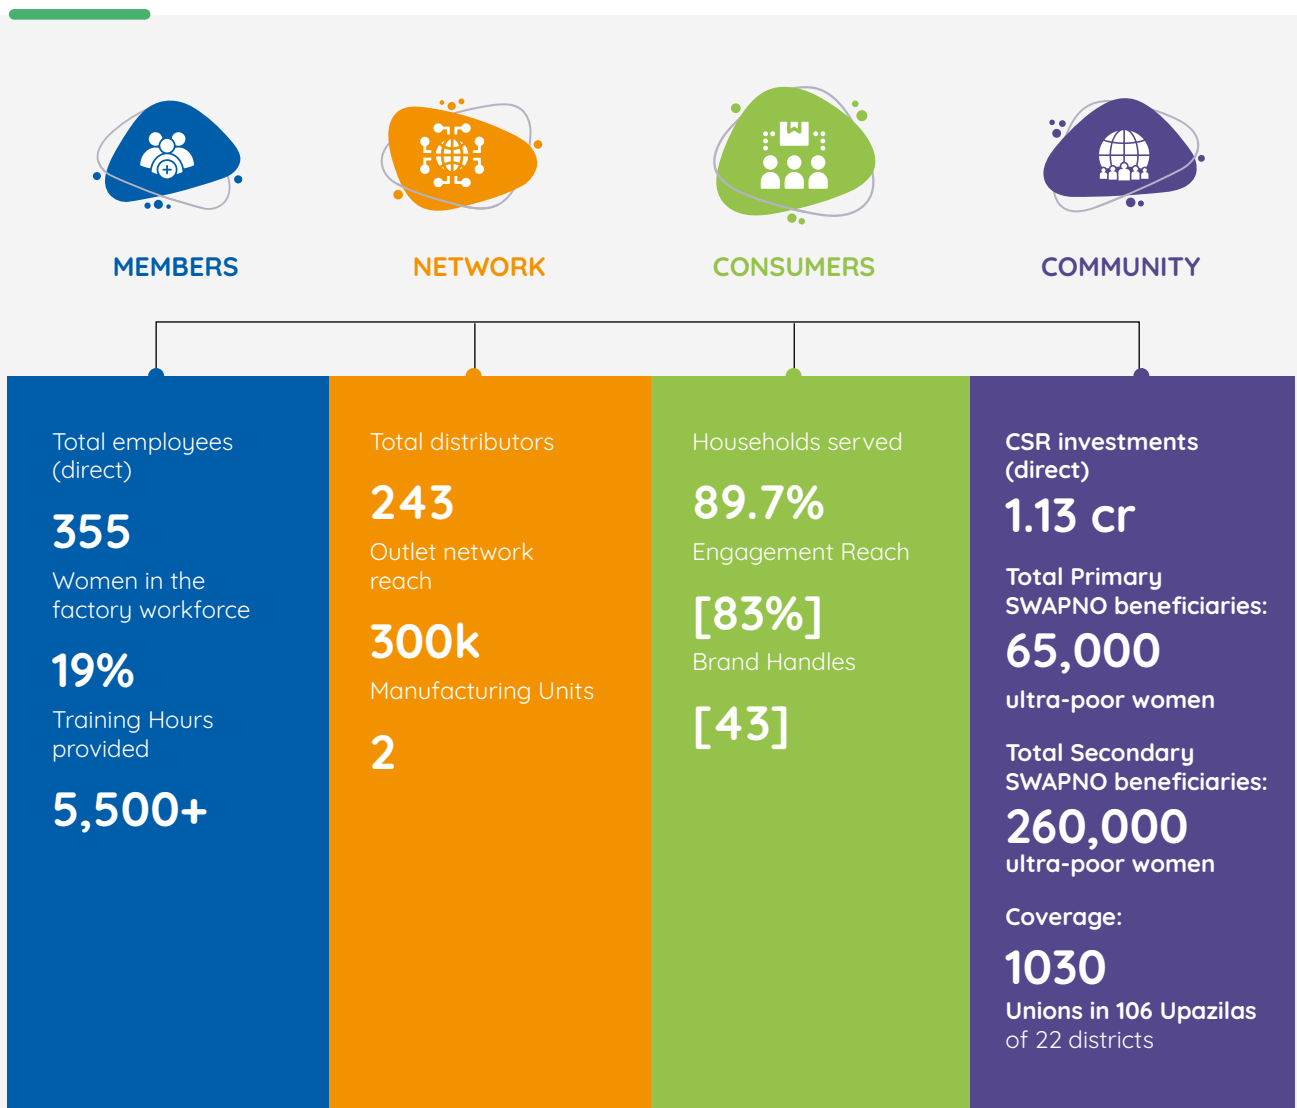 MEMBERS
NETWORK
CONSUMERS
COMMUNITY
Total employees
(direct)
355
Women in the
factory workforce
19%
Training Hours
provided
5,500+
Total distributors
243
Outlet network
reach
300k
Manufacturing Units
2
Households served
89.7%
Engagement Reach
[83%]
Brand Handles
[43]
CSR investments
(direct)
1.13 cr
Total Primary
SWAPNO beneficiaries:
65,000
ultra-poor women
Total Secondary
SWAPNO beneficiaries:
260,000
ultra-poor women
Coverage:
1030
Unions in 106 Upazilas
of 22 districts